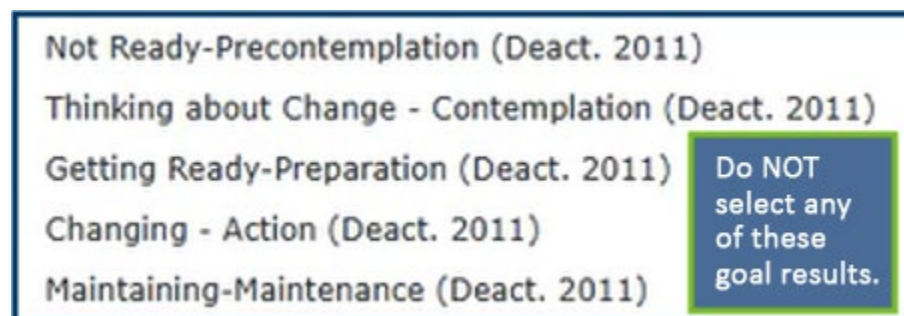 Not Ready-Precontemplation (Deact. 2011)
Thinking about Change - Contemplation (Deact. 2011)
Getting Ready-Preparation (Deact. 2011)
Changing - Action (Deact. 2011)
Maintaining-Maintenance (Deact. 2011)
Do NOT
select any
of these
goal results.